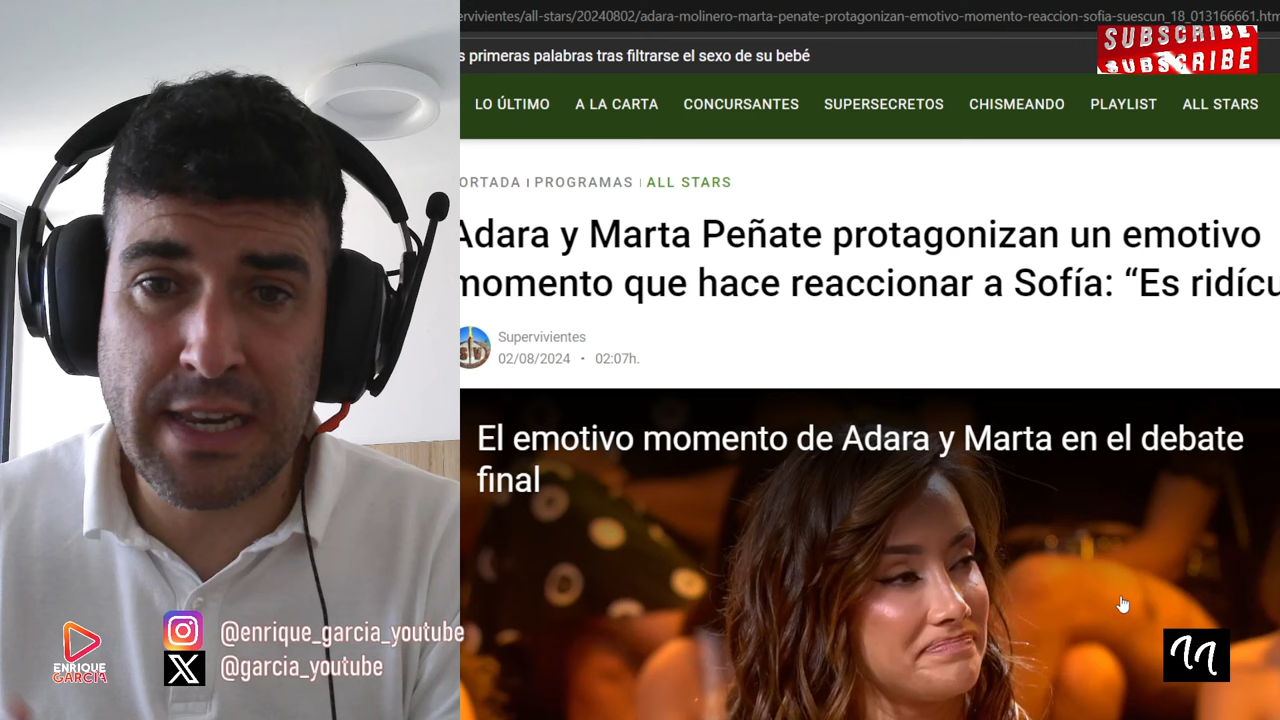 ervivientes/all-stars/20240802/adara-molinero-marta-penate-protagonizan-emotivo-momento-reaccion-sofia-suescun_18_013166661.htm
s primeras palabras tras filtrarse el sexo de su bebé
SUBSCRIBE
SUBSCRIBE
LO ÚLTIMO A LA CARTA CONCURSANTES SUPERSECRETOS CHISMEANDO PLAYLIST ALL STARS
ORTADA | PROGRAMAS | ALL STARS
Adara y Marta Peñate protagonizan un emotivo
momento que hace reaccionar a Sofía: “Es ridícu
Supervivientes
02/08/2024 • 02:07h.
El emotivo momento de Adara y Marta en el debate
final
ENRIQUE
GARCIA
@enrique_garcia_youtube
@garcia_youtube